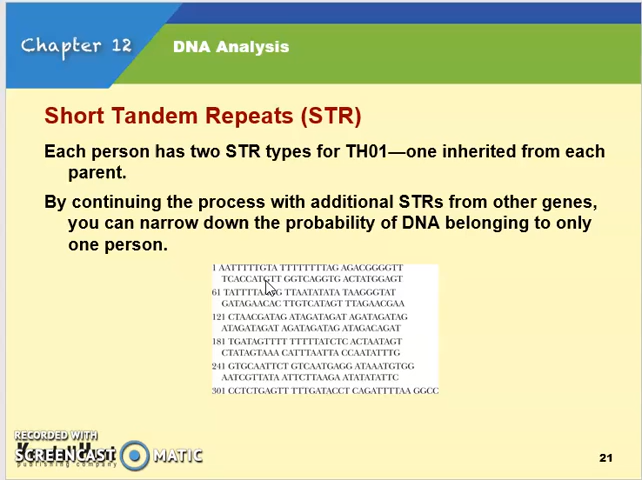 Chapter 12
DNA Analysis
Short Tandem Repeats (STR)
Each person has two STR types for TH01—one inherited from each
parent.
By continuing the process with additional STRs from other genes,
you can narrow down the probability of DNA belonging to only
one person.
1 AATTTTTGTA TTTTTTTTAG AGACGGGGTT
TCACCATGTT GGTCAGGTG ACTATGGAGT
61 TATTTTA G TTAATATATA TAAGGGTAT
GATAGAACAC TTGTCATAGT TTAGAACGAA
121 CTAACGATAG ATAGATAGAT AGATAGATAG
ATAGATAGAT AGATAGATAG ATAGACAGAT
181 TGATAGTTTT TTTTTATCTC ACTAATAGT
CTATAGTAAA CATTTAATTA CCAATATTTG
241 GTGCAATTCT GTCAATGAGG ATAAATGTGG
AATCGTTATA ATTCTTAAGA ATATATATTC
301 CCTCTGAGTT TTTGATACCT CAGATTTTAA GGCC
RECORDED WITH
SCREENCAST MATIC
publishing company
21